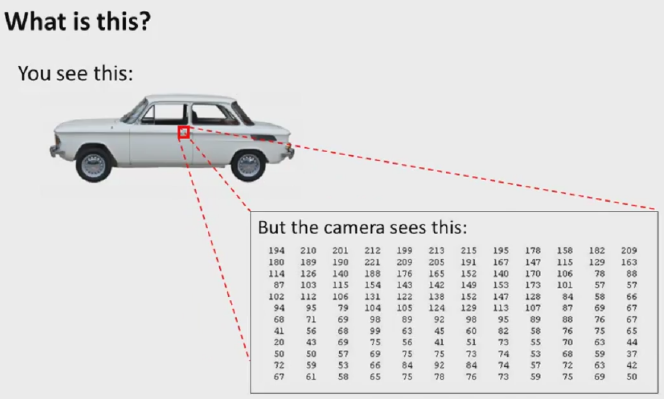 What is this?
You see this:
But the camera sees this:
194 210 201 212 199 213 215 195 178 158 182 209
180 189 190 221 209 205 191 167 147 115 129 163
114 126 140 188 176 165 152 140 170 106 78 88
87 103 115 154 143 142 149 153 173 101 57 57
102 112 106 131 122 138 152 147 128 84 58 66
94 95 79 104 105 124 129 113 107 87 69 67
68 71 69 98 89 92 98 95 89 88 76 67
41 56 68 99 63 45 60 82 58 76 75 65
20 43 69 75 56 41 51 73 55 70 63 44
50 50 57 69 75 75 73 74 53 68 59 37
72 59 53 66 84 92 84 74 57 72 63 42
67 61 58 65 75 78 76 73 59 75 69 50